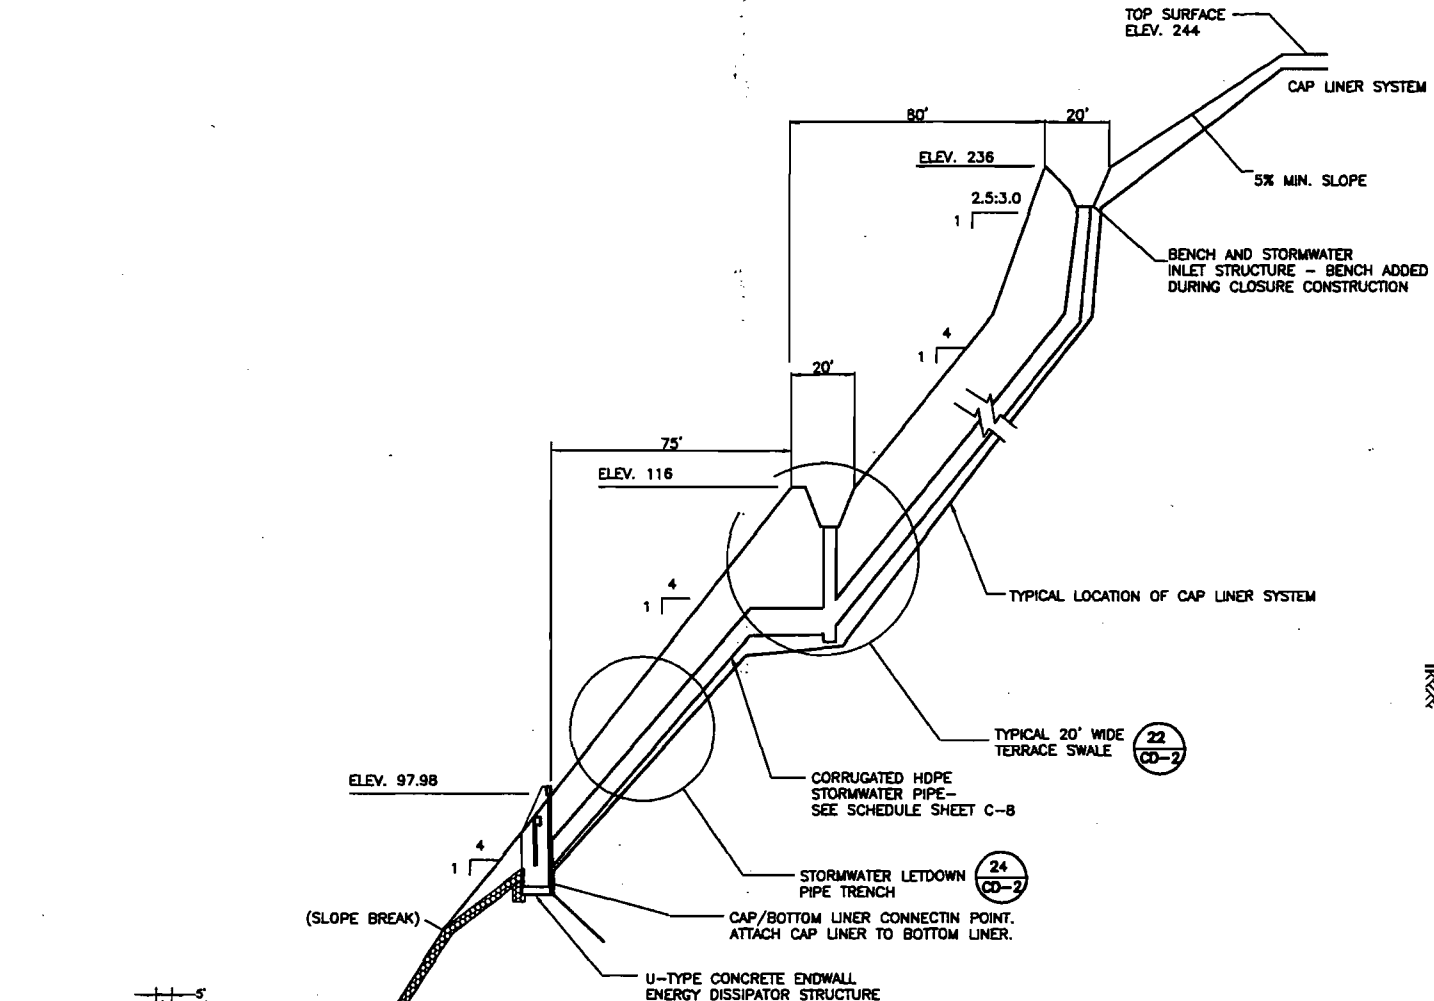 TOP SURFACE
ELEV. 244
CAP LINER SYSTEM
80'
20'
ELEV. 236
5% MIN. SLOPE
2.5:3.0
1
BENCH AND STORMWATER
INLET STRUCTURE - BENCH ADDED
DURING CLOSURE CONSTRUCTION
4
1
20'
75'
ELEV. 116
4
1
TYPICAL LOCATION OF CAP LINER SYSTEM
TYPICAL 20' WIDE
TERRACE SWALE
22
CD-2
CORRUGATED HDPE
STORMWATER PIPE-
SEE SCHEDULE SHEET C-8
ELEV. 97.98
4
1
STORMWATER LETDOWN
PIPE TRENCH
24
CD-2
(SLOPE BREAK)
CAP/BOTTOM LINER CONNECTIN POINT.
ATTACH CAP LINER TO BOTTOM LINER.
U-TYPE CONCRETE ENDWALL
ENERGY DISSIPATOR STRUCTURE
5'